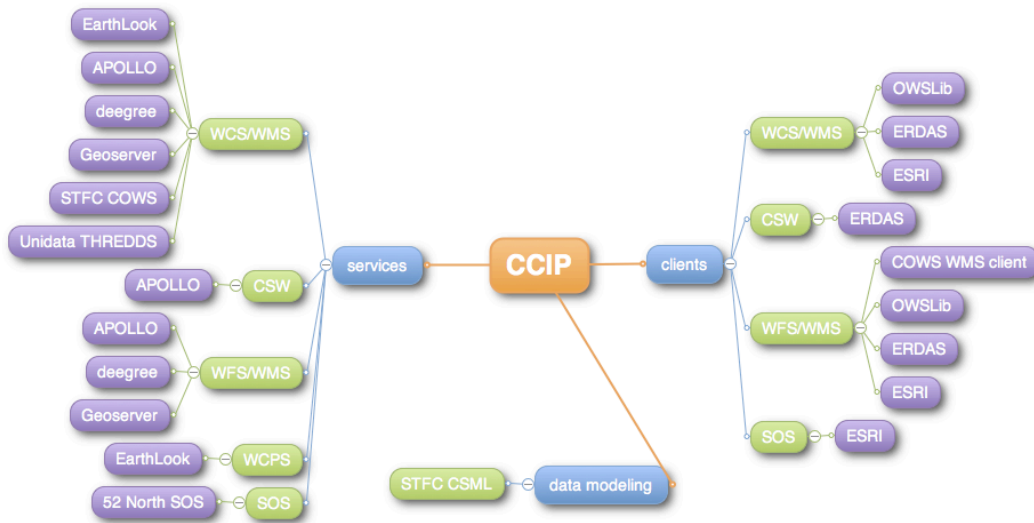 CCIP
services
WCS/WMS
EarthLook
APOLLO
deegree
Geoserver
STFC COWS
Unidata THREDDS
CSW
APOLLO
WFS/WMS
APOLLO
deegree
Geoserver
WCPS
EarthLook
SOS
52 North SOS
clients
WCS/WMS
OWSLib
ERDAS
ESRI
CSW
ERDAS
WFS/WMS
COWS WMS client
OWSLib
ERDAS
ESRI
SOS
ESRI
data modeling
STFC CSML